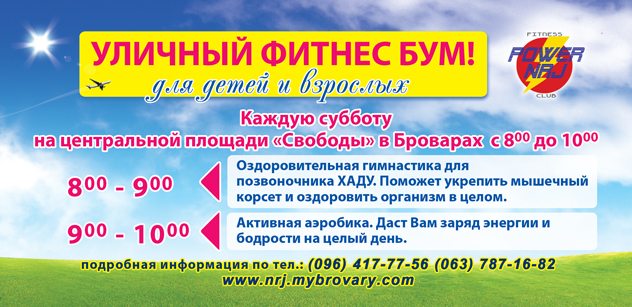 УЛИЧНЫЙ ФИТНЕС БУМ!
для детей и взрослых
FITNESS
POWER
NRJ
CLUB
Каждую субботу
на центральной площади «Свободы» в Броварах с 8⁰⁰ до 10⁰⁰
8⁰⁰ - 9⁰⁰
Оздоровительная гимнастика для
позвоночника ХАДУ. Поможет укрепить мышечный
корсет и оздоровить организм в целом.
9⁰⁰ - 10⁰⁰
Активная аэробика. Даст Вам заряд энергии и
бодрости на целый день.
подробная информация по тел.: (096) 417-77-56 (063) 787-16-82
www.nrj.mybrovary.com